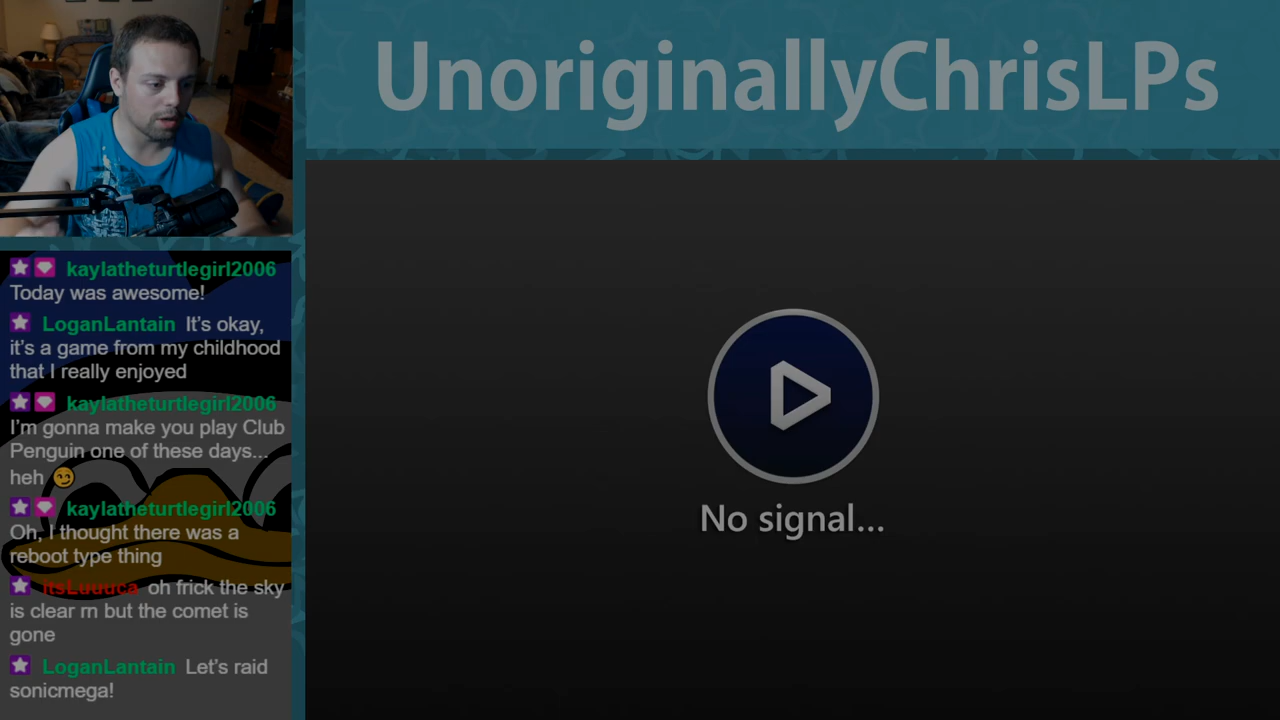 UnoriginallyChrisLPs
kaylatheturtlegirl2006
Today was awesome!
LoganLantain It’s okay,
it’s a game from my childhood
that I really enjoyed
kaylatheturtlegirl2006
I’m gonna make you play Club
Penguin one of these days...
heh
kaylatheturtlegirl2006
Oh, I thought there was a
reboot type thing
itsLuuuca oh frick the sky
is clear rn but the comet is
gone
LoganLantain Let’s raid
sonicmega!
No signal...